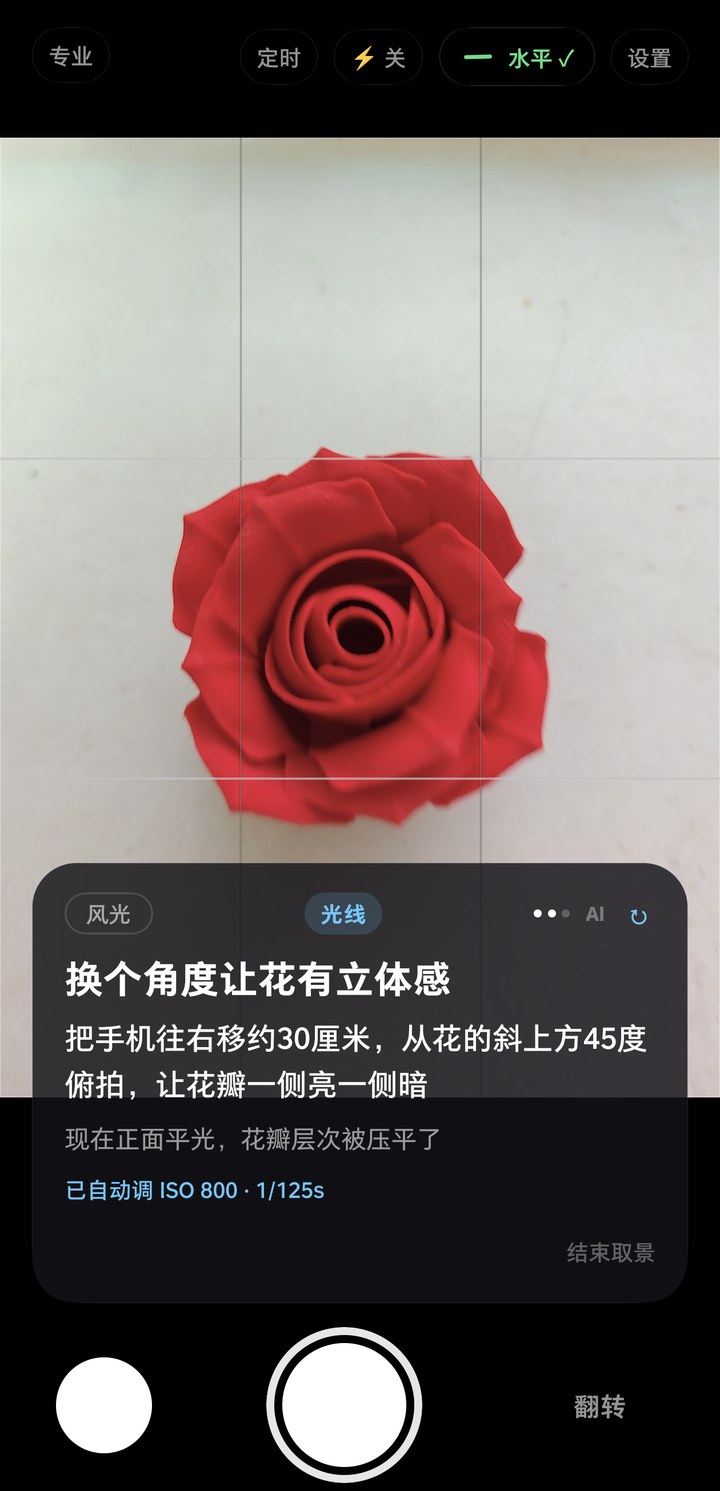 专业
定时
⚡ 关
水平 ✓
设置
风光
光线
AI
↻
换个角度让花有立体感
把手机往右移约30厘米，从花的斜上方45度
俯拍，让花瓣一侧亮一侧暗
现在正面平光，花瓣层次被压平了
已自动调 ISO 800 · 1/125s
结束取景
翻转